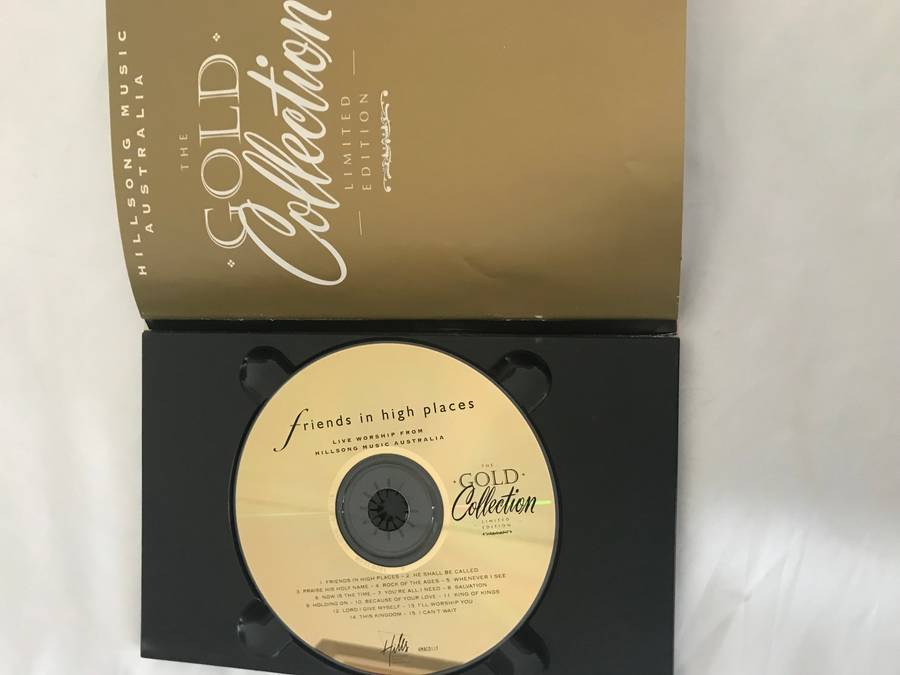 HILLSONG MUSIC
AUSTRALIA
THE
GOLD
Collection
LIMITED
EDITION
friends in high places
LIVE WORSHIP FROM
HILLSONG MUSIC AUSTRALIA
THE
GOLD
Collection
LIMITED
EDITION
1. FRIENDS IN HIGH PLACES - 2. HE SHALL BE CALLED
3. PRAISE HIS HOLY NAME - 4. ROCK OF THE AGES - 5. WHENEVER I SEE
6. NOW IS THE TIME - 7. YOU'RE ALL I NEED - 8. SALVATION
9. HOLDING ON - 10. BECAUSE OF YOUR LOVE - 11. KING OF KINGS
12. LORD I GIVE MYSELF - 13. I'LL WORSHIP YOU
14. THIS KINGDOM - 15. I CAN'T WAIT
Hills